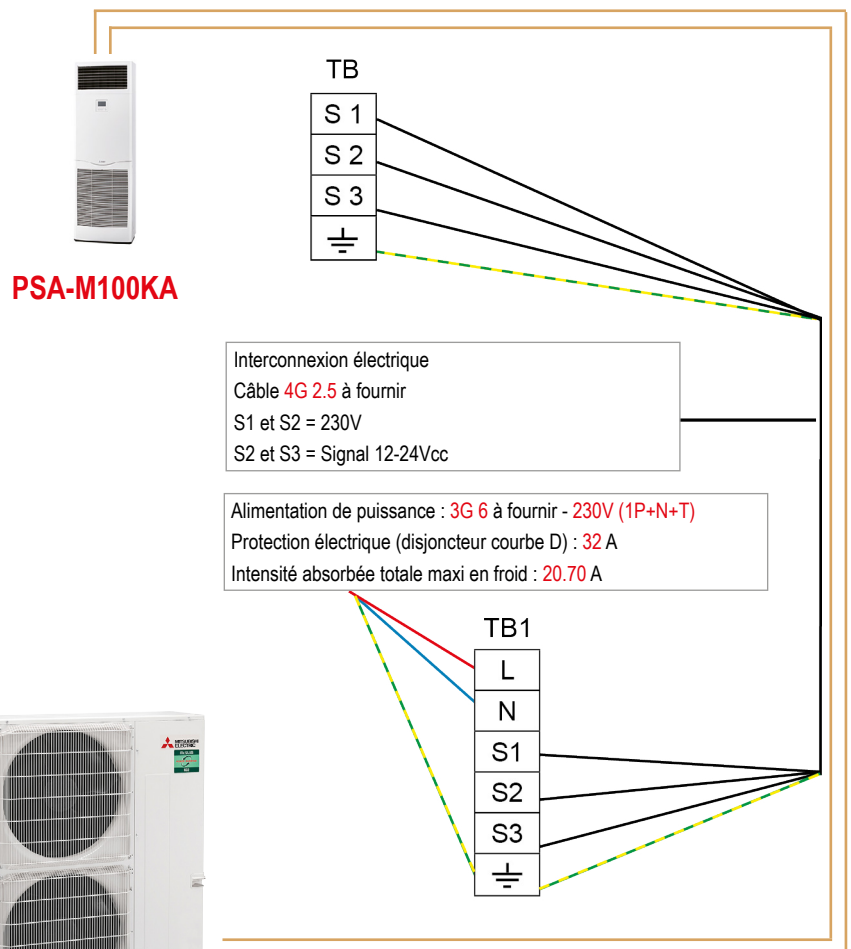 TB
S 1
S 2
S 3
PSA-M100KA
Interconnexion électrique
Câble 4G 2.5 à fournir
S1 et S2 = 230V
S2 et S3 = Signal 12-24Vcc
Alimentation de puissance : 3G 6 à fournir - 230V (1P+N+T)
Protection électrique (disjoncteur courbe D) : 32 A
Intensité absorbée totale maxi en froid : 20.70 A
TB1
L
N
S1
S2
S3
MITSUBISHI
ELECTRIC